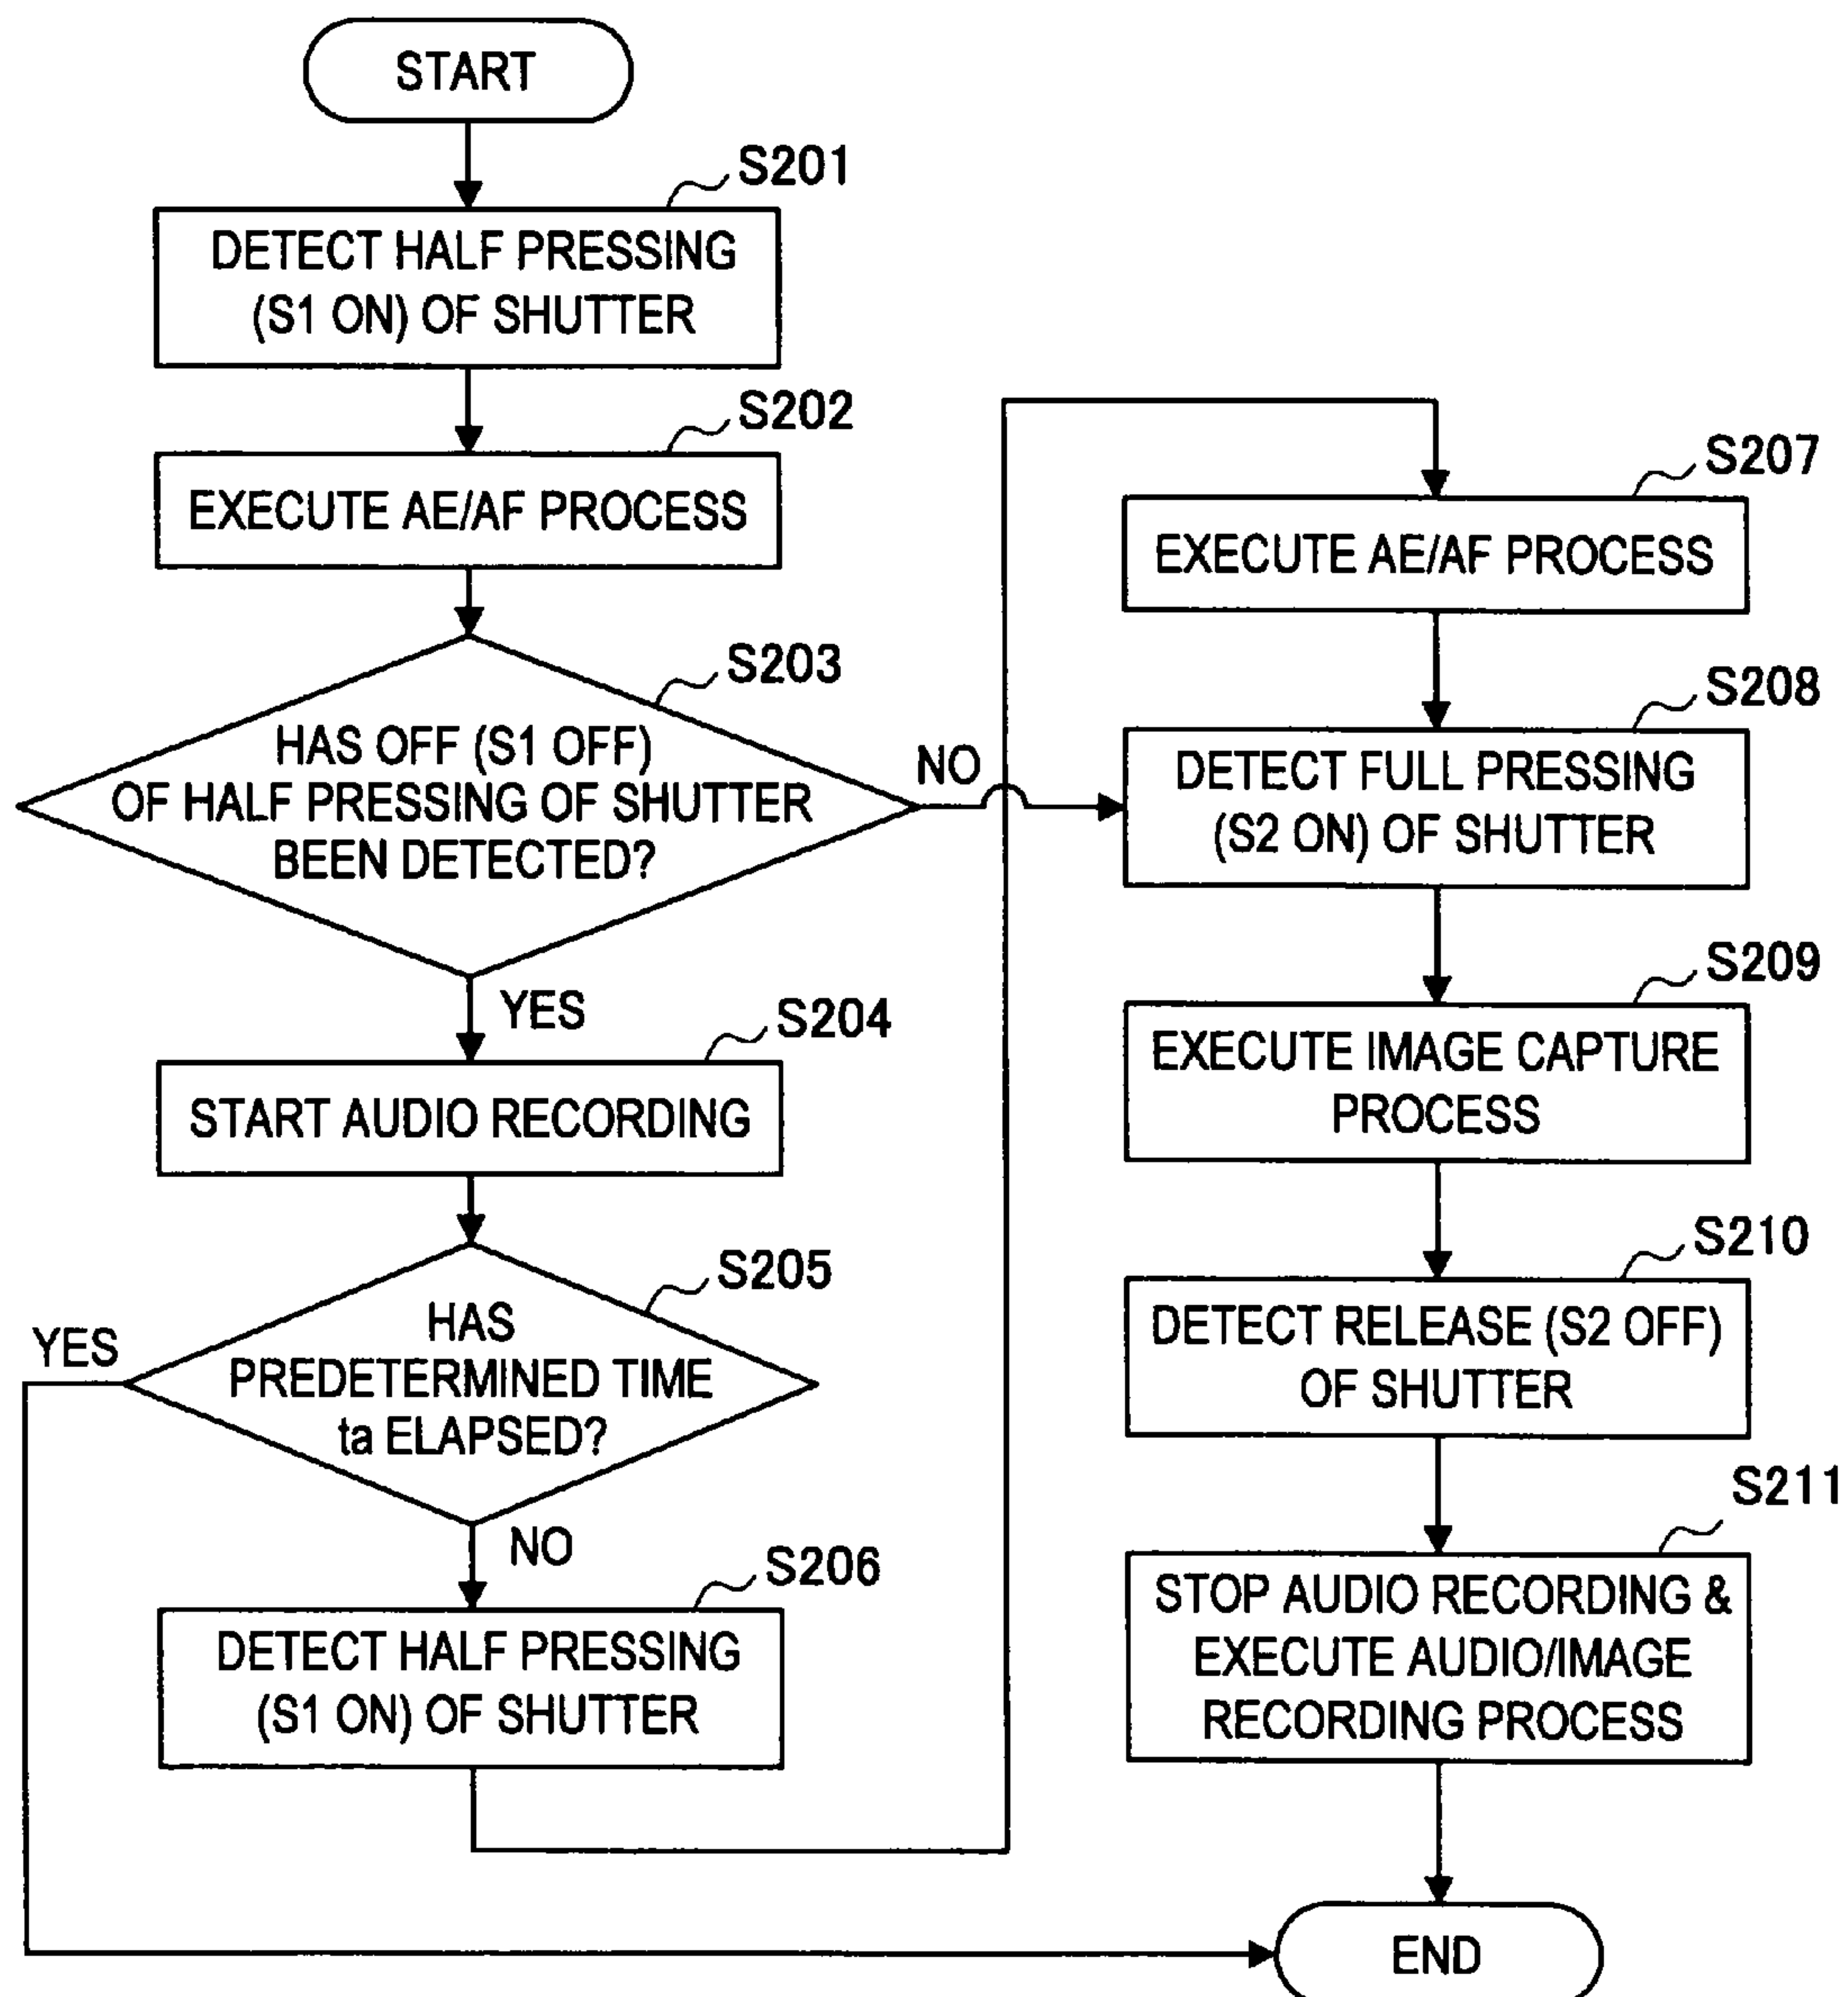 START
S201
DETECT HALF PRESSING
(S1 ON) OF SHUTTER
S202
EXECUTE AE/AF PROCESS
S203
HAS OFF (S1 OFF)
OF HALF PRESSING OF SHUTTER
BEEN DETECTED?
NO
YES
S204
START AUDIO RECORDING
S205
HAS
PREDETERMINED TIME
ta ELAPSED?
YES
NO
S206
DETECT HALF PRESSING
(S1 ON) OF SHUTTER
S207
EXECUTE AE/AF PROCESS
S208
DETECT FULL PRESSING
(S2 ON) OF SHUTTER
S209
EXECUTE IMAGE CAPTURE
PROCESS
S210
DETECT RELEASE (S2 OFF)
OF SHUTTER
S211
STOP AUDIO RECORDING &
EXECUTE AUDIO/IMAGE
RECORDING PROCESS
END